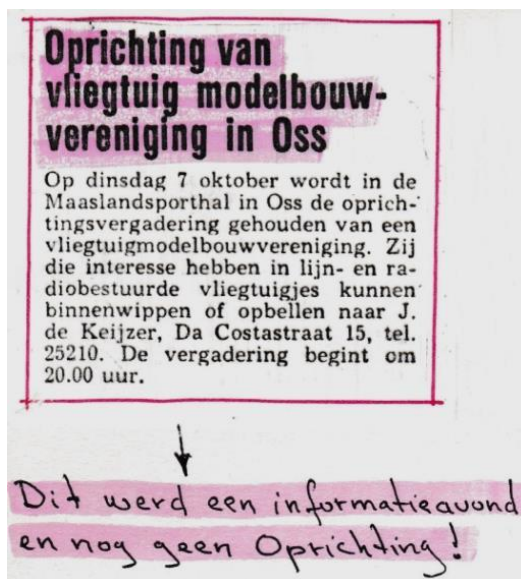 Oprichting van
vliegtuig modelbouw-
vereniging in Oss
Op dinsdag 7 oktober wordt in de
Maaslandsporthal in Oss de oprich-
tingsvergadering gehouden van een
vliegtuigmodelbouwvereniging. Zij
die interesse hebben in lijn- en ra-
diobestuurde vliegtuigjes kunnen
binnenwippen of opbellen naar J.
de Keijzer, Da Costastraat 15, tel.
25210. De vergadering begint om
20.00 uur.
Dit werd een informatieavond
en nog geen Oprichting!